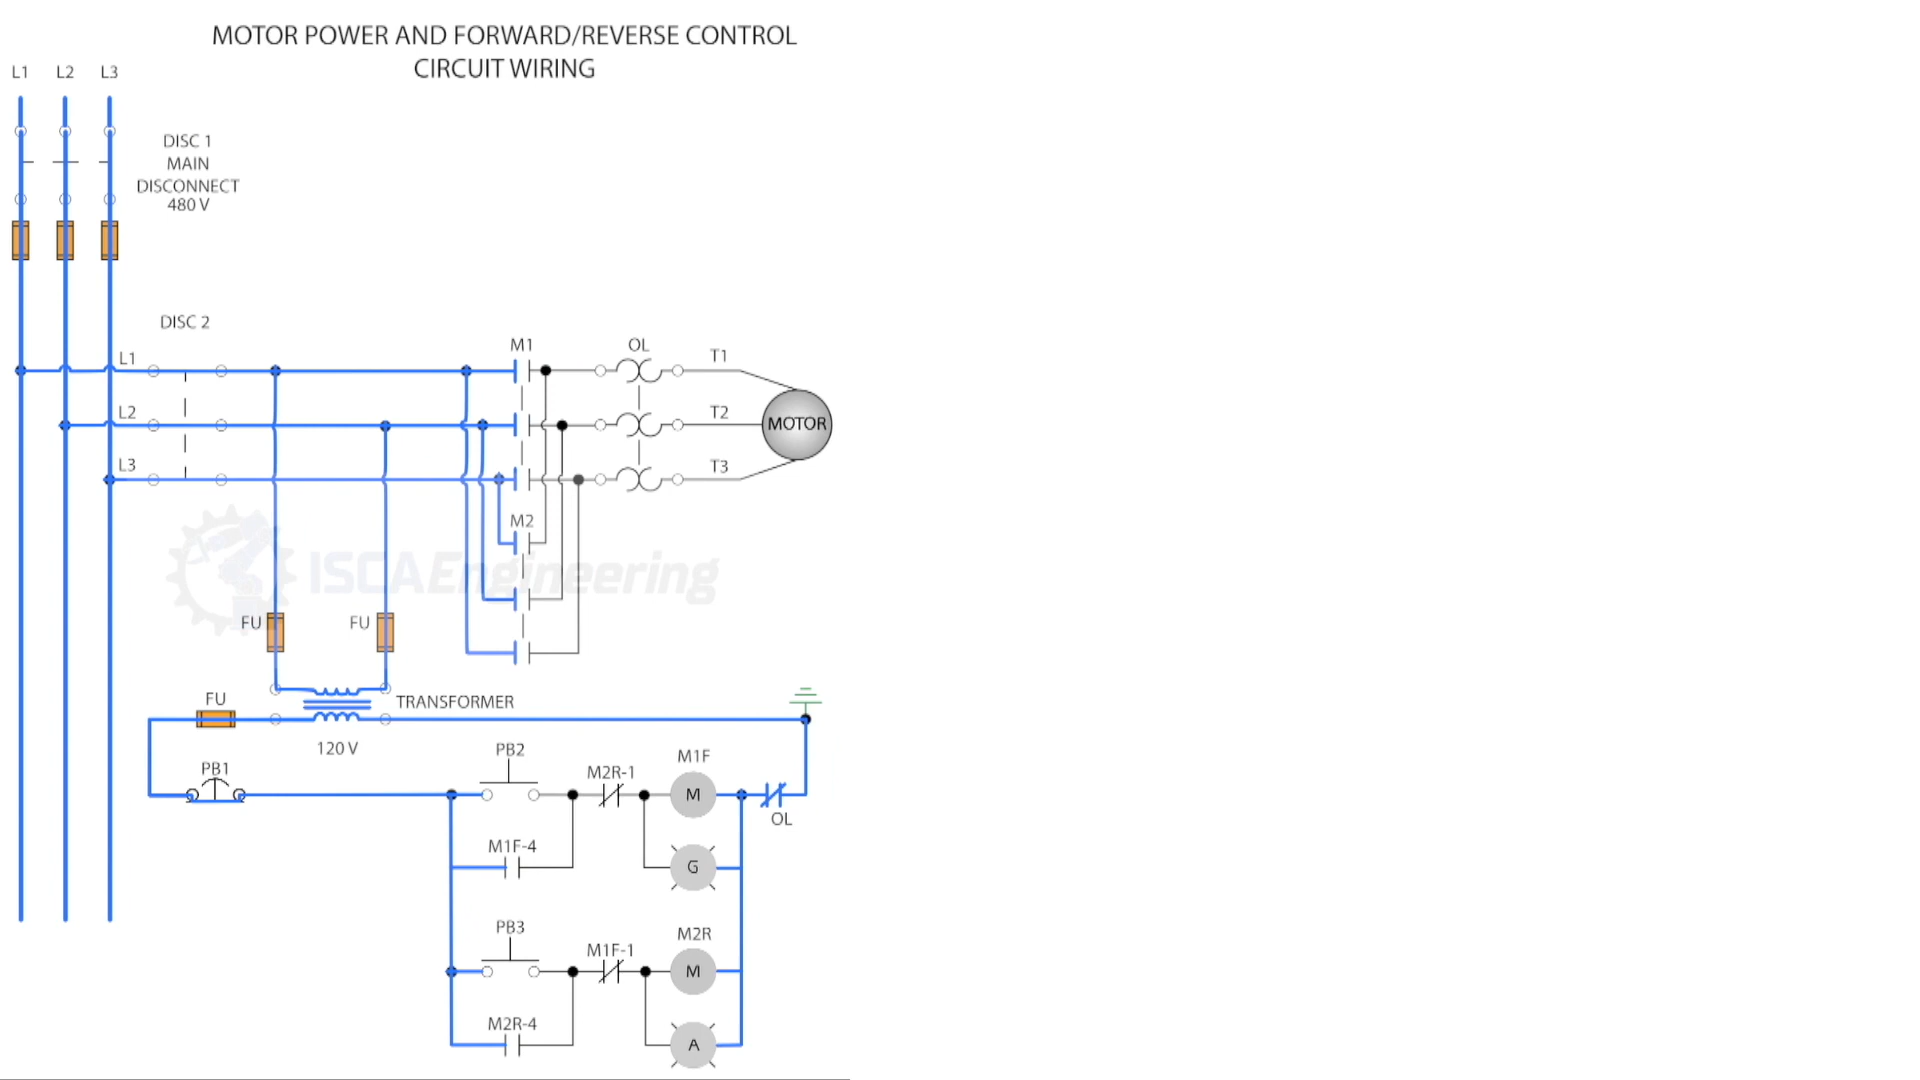 MOTOR POWER AND FORWARD/REVERSE CONTROL
CIRCUIT WIRING
L1 L2 L3
DISC 1
MAIN
DISCONNECT
480 V
DISC 2
L1
M1
OL
T1
L2
T2
MOTOR
L3
T3
M2
ISCAEngineering
FU
FU
FU
TRANSFORMER
120 V
PB1
PB2
M2R-1
M1F
M
OL
M1F-4
G
PB3
M1F-1
M2R
M
M2R-4
A